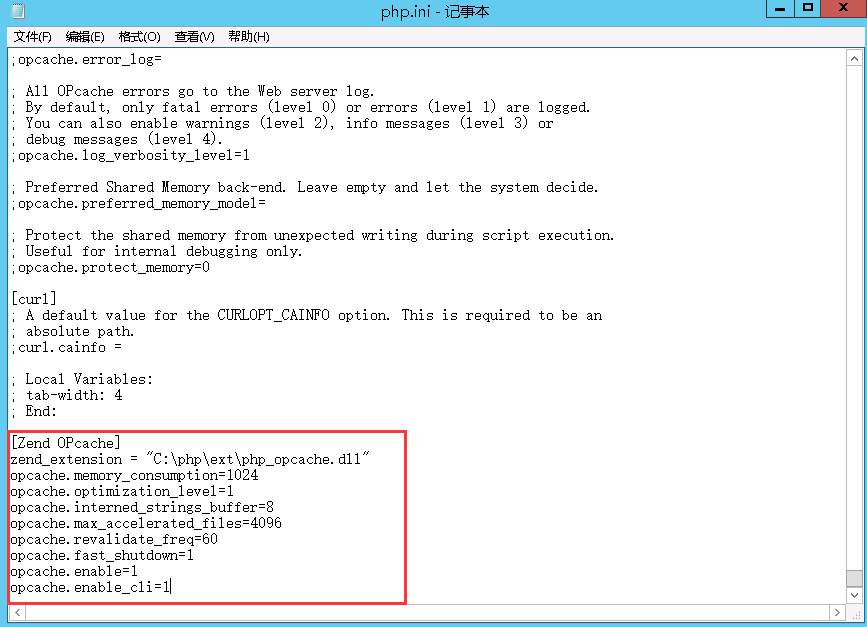 php.ini - 记事本
文件(F) 编辑(E) 格式(O) 查看(V) 帮助(H)
;opcache.error_log=
; All OPcache errors go to the Web server log.
; By default, only fatal errors (level 0) or errors (level 1) are logged.
; You can also enable warnings (level 2), info messages (level 3) or
; debug messages (level 4).
;opcache.log_verbosity_level=1
; Preferred Shared Memory back-end. Leave empty and let the system decide.
;opcache.preferred_memory_model=
; Protect the shared memory from unexpected writing during script execution.
; Useful for internal debugging only.
;opcache.protect_memory=0
[curl]
; A default value for the CURLOPT_CAINFO option. This is required to be an
; absolute path.
;curl.cainfo =
; Local Variables:
; tab-width: 4
; End:
[Zend OPcache]
zend_extension = "C:\php\ext\php_opcache.dll"
opcache.memory_consumption=1024
opcache.optimization_level=1
opcache.interned_strings_buffer=8
opcache.max_accelerated_files=4096
opcache.revalidate_freq=60
opcache.fast_shutdown=1
opcache.enable=1
opcache.enable_cli=1